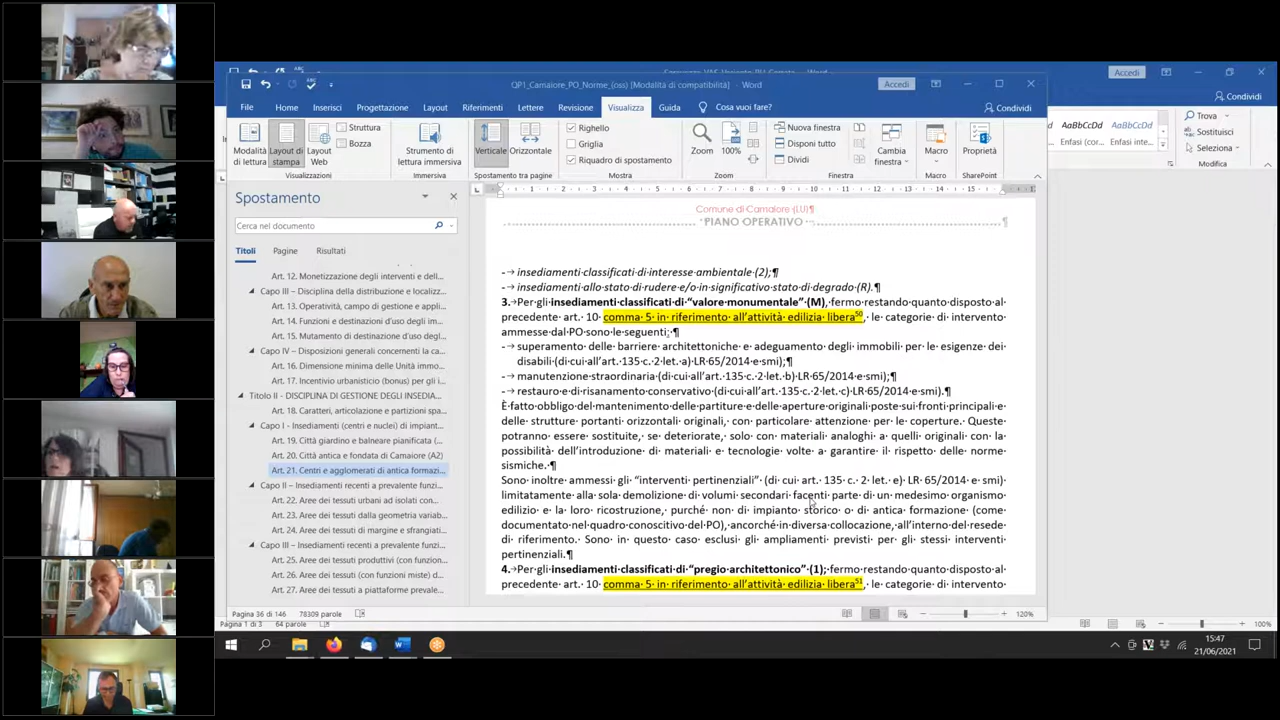 QP1_Camaiore_PO_Norme_(oss) [Modalità di compatibilità] - Word
Accedi
Accedi
File Home Inserisci Progettazione Layout Riferimenti Lettere Revisione Visualizza Guida Cosa vuoi fare? Condividi
Condividi
Modalità di lettura
Layout di stampa
Layout Web
Struttura
Bozza
Visualizzazioni
Strumento di lettura immersiva
Immersiva
Verticale
Orizzontale
Spostamento tra pagine
Righello
Griglia
Riquadro di spostamento
Mostra
Zoom
100%
Zoom
Nuova finestra
Disponi tutto
Dividi
Cambia finestra
Finestra
Macro
Macro
Proprietà
SharePoint
AaBbCcDd AaBbCcDd
Enfasi (cor... Enfasi inte...
Trova
Sostituisci
Seleziona
Modifica
Spostamento
Cerca nel documento
Titoli Pagine Risultati
Art. 12. Monetizzazione degli interventi e delle...
Capo III – Disciplina della distribuzione e localizz...
Art. 13. Operatività, campo di gestione e appli...
Art. 14. Funzioni e destinazioni d'uso degli im...
Art. 15. Mutamento di destinazioni d'uso degl...
Capo IV – Disposizioni generali concernenti la ca...
Art. 16. Dimensione minima delle Unità immo...
Art. 17. Incentivo urbanistico (bonus) per gli i...
Titolo II - DISCIPLINA DI GESTIONE DEGLI INSEDIA...
Art. 18. Caratteri, articolazione e partizioni spa...
Capo I - Insediamenti (centri e nuclei) di impiant...
Art. 19. Città giardino e balneare pianificata (...
Art. 20. Città antica e fondata di Camaiore (A2)
Art. 21. Centri e agglomerati di antica formazi...
Capo II – Insediamenti recenti a prevalente funzi...
Art. 22. Aree dei tessuti urbani ad isolati con...
Art. 23. Aree dei tessuti dalla geometria variab...
Art. 24. Aree dei tessuti di margine e sfrangiati...
Capo III – Insediamenti recenti a prevalente funzi...
Art. 25. Aree dei tessuti produttivi (con funzion...
Art. 26. Aree dei tessuti (con funzioni miste) d...
Art. 27. Aree dei tessuti a piattaforme prevalen...
Comune di Camaiore (LU)
PIANO OPERATIVO
- insediamenti classificati di interesse ambientale (2);
- insediamenti allo stato di rudere e/o in significativo stato di degrado (R).
3. Per gli insediamenti classificati di “valore monumentale” (M), fermo restando quanto disposto al
precedente art. 10 comma 5 in riferimento all'attività edilizia libera50, le categorie di intervento
ammesse dal PO sono le seguenti:
- superamento delle barriere architettoniche e adeguamento degli immobili per le esigenze dei
disabili (di cui all'art. 135 c. 2 let. a) LR 65/2014 e smi);
- manutenzione straordinaria (di cui all'art. 135 c. 2 let. b) LR 65/2014 e smi);
- restauro e di risanamento conservativo (di cui all'art. 135 c. 2 let. c) LR 65/2014 e smi).
È fatto obbligo del mantenimento delle partiture e delle aperture originali poste sui fronti principali e
delle strutture portanti orizzontali originali, con particolare attenzione per le coperture. Queste
potranno essere sostituite, se deteriorate, solo con materiali analoghi a quelli originali con la
possibilità dell'introduzione di materiali e tecnologie volte a garantire il rispetto delle norme
sismiche.
Sono inoltre ammessi gli “interventi pertinenziali” (di cui art. 135 c. 2 let. e) LR 65/2014 e smi)
limitatamente alla sola demolizione di volumi secondari facenti parte di un medesimo organismo
edilizio e la loro ricostruzione, purché non di impianto storico o di antica formazione (come
documentato nel quadro conoscitivo del PO), ancorché in diversa collocazione, all'interno del resede
di riferimento. Sono in questo caso esclusi gli ampliamenti previsti per gli stessi interventi
pertinenziali.
4. Per gli insediamenti classificati di “pregio architettonico” (1); fermo restando quanto disposto al
precedente art. 10 comma 5 in riferimento all'attività edilizia libera51, le categorie di intervento
Pagina 36 di 146 78309 parole 120%
Pagina 1 di 3 64 parole 100%
15:47
21/06/2021